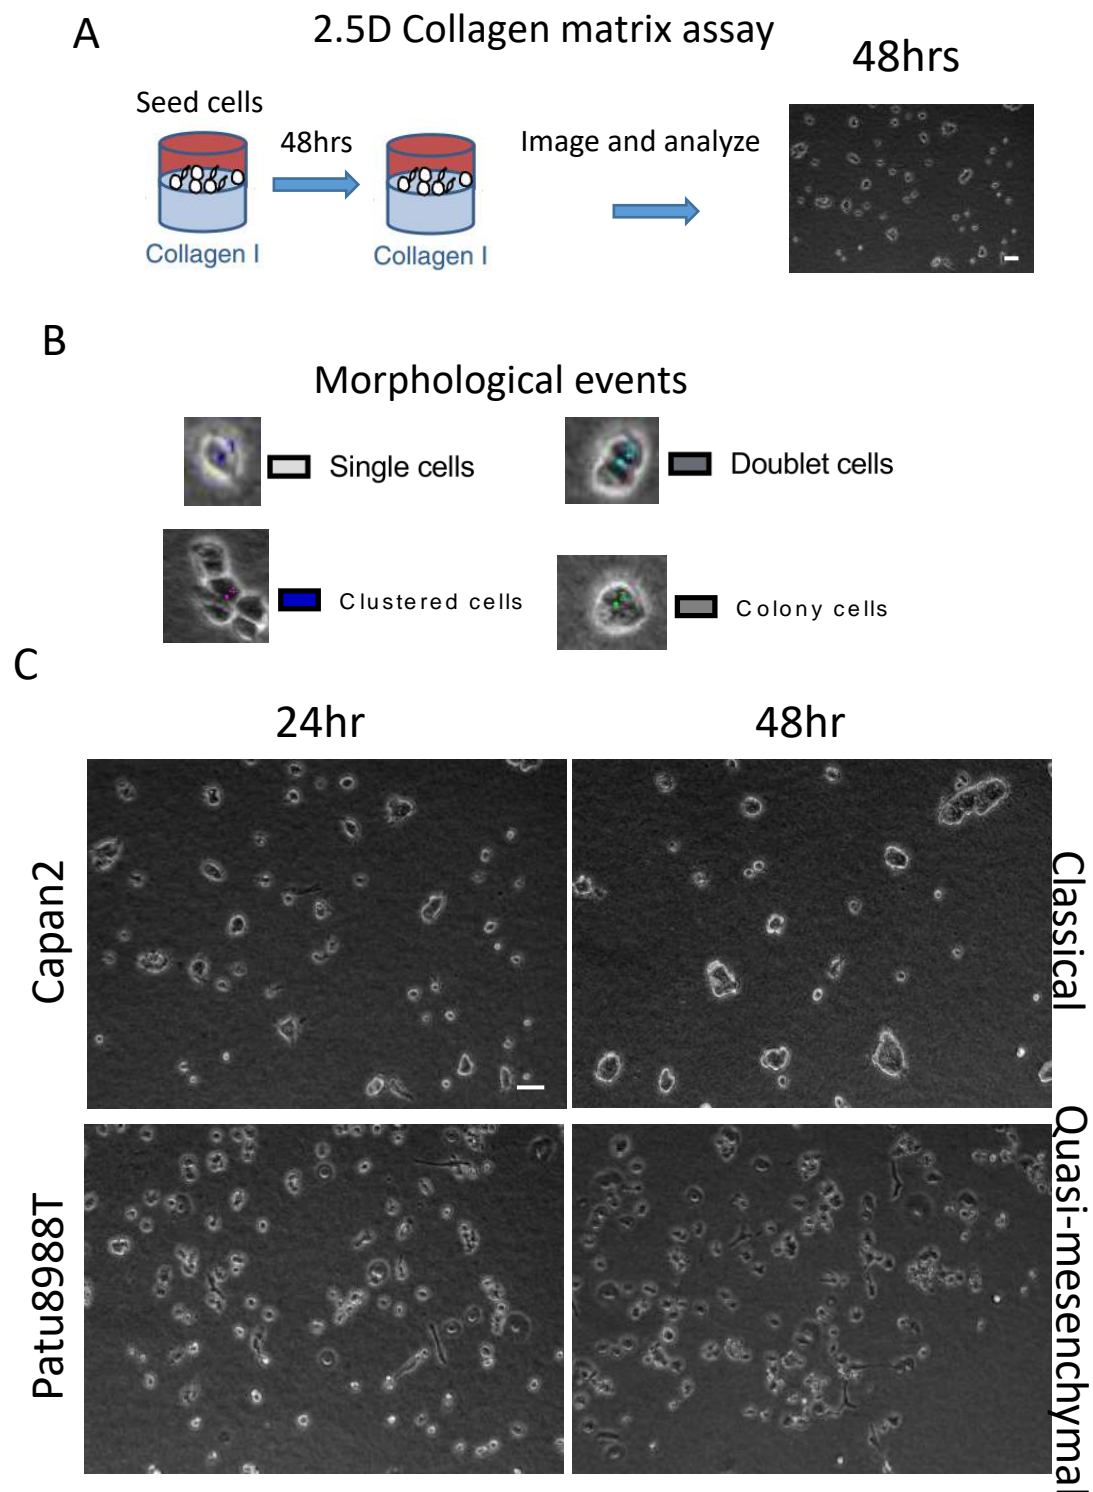 A
2.5D Collagen matrix assay
48hrs
Seed cells
48hrs
Image and analyze
Collagen I
Collagen I
B
Morphological events
Single cells
Doublet cells
Clustered cells
Colony cells
C
24hr
48hr
Capan2
Classical
Patu8988T
Quasi-mesenchymal